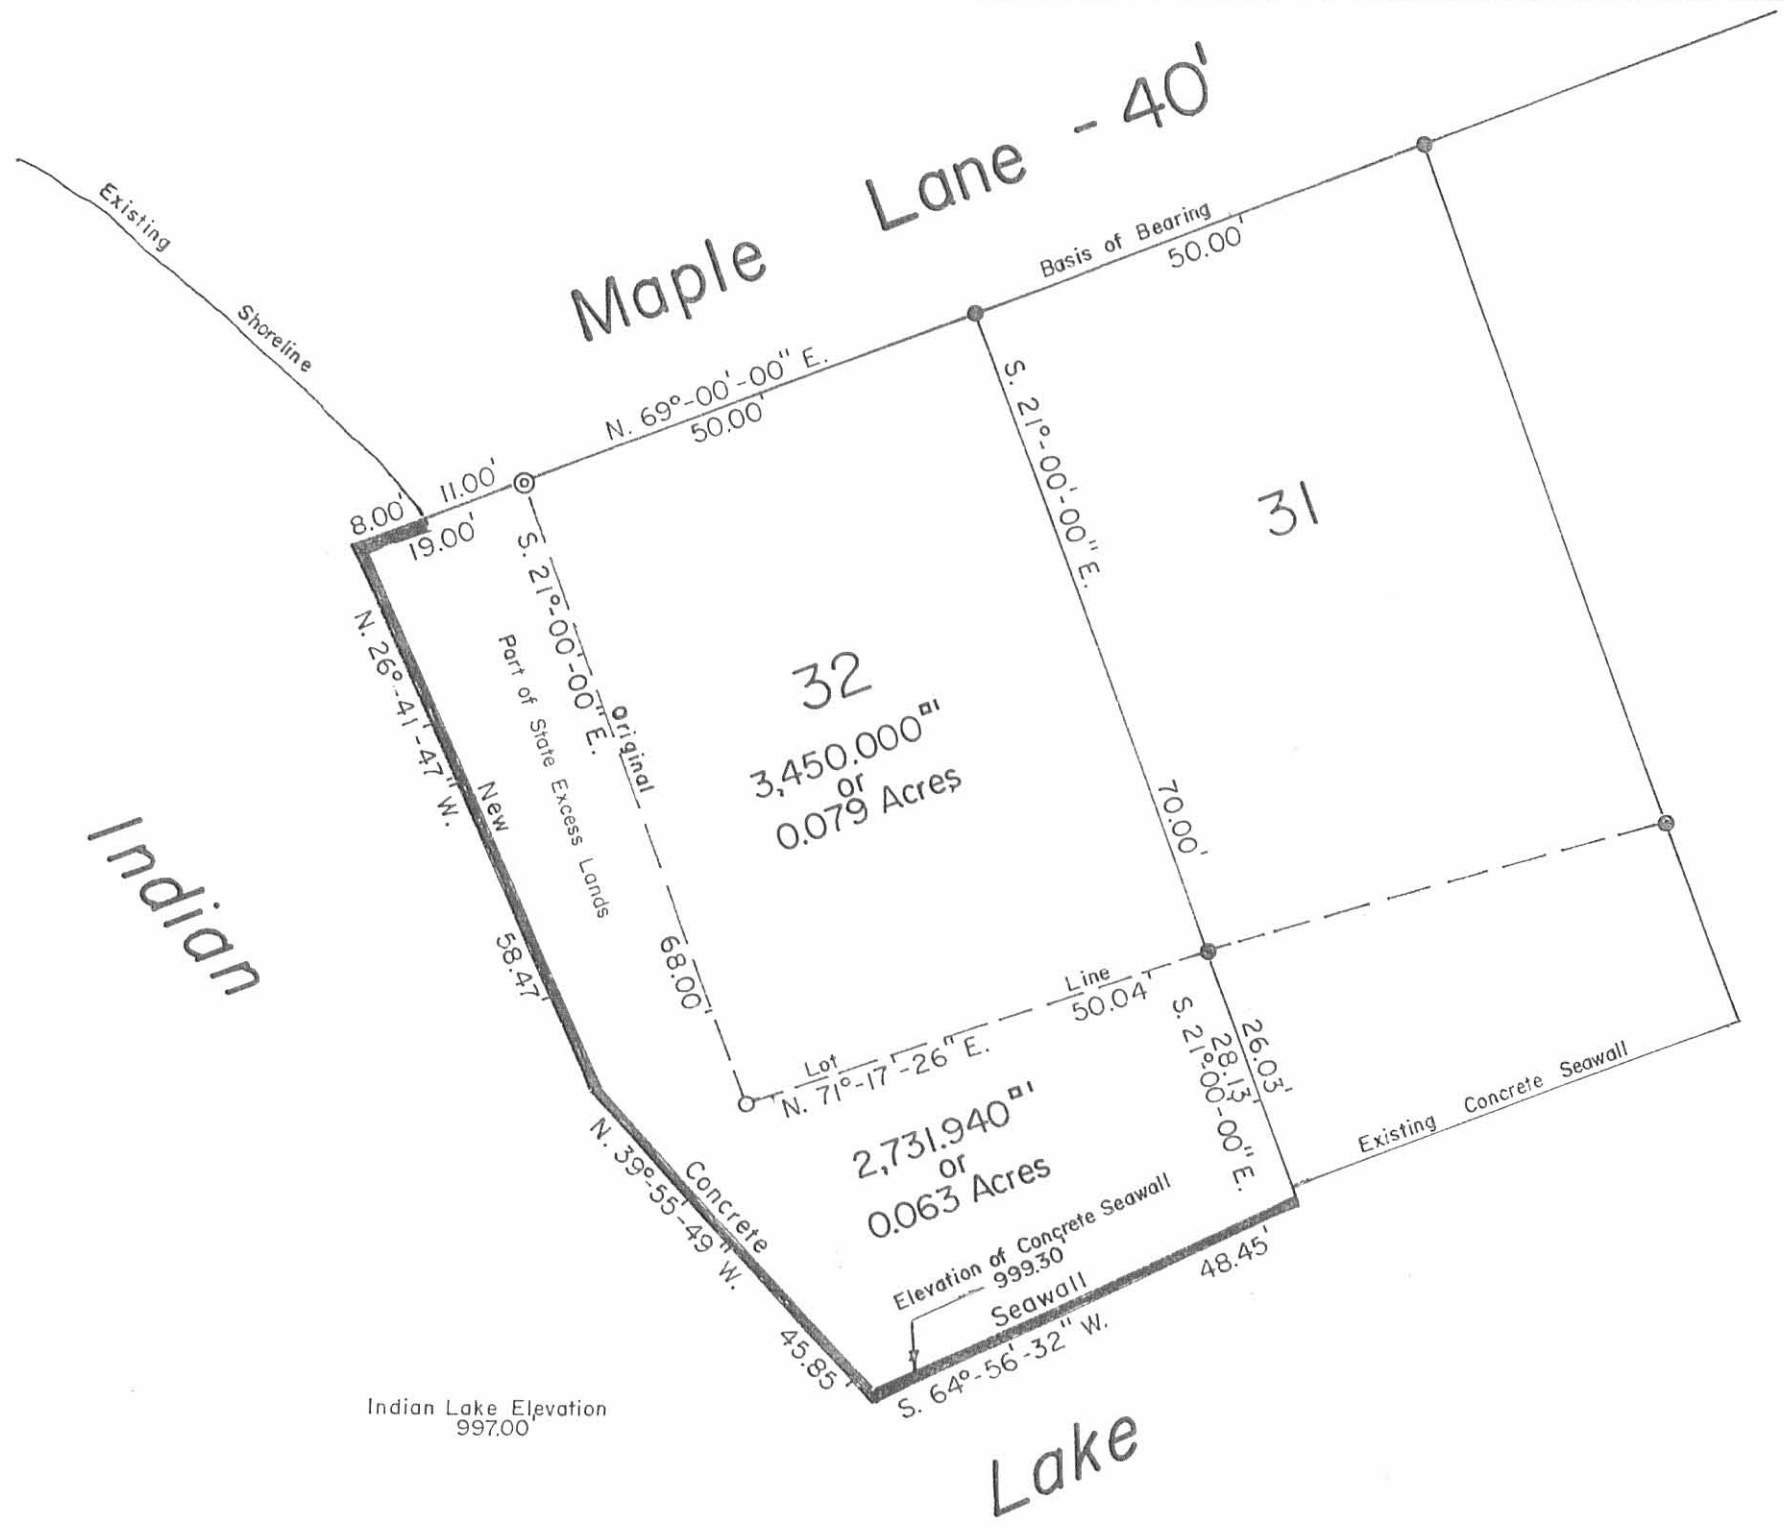 Maple Lane - 40'
Existing
Shoreline
Basis of Bearing
50.00'
N. 69°-00'-00" E.
50.00'
8.00'
11.00'
19.00'
S. 21°-00'-00" E.
S. 21°-00'-00" E.
70.00'
31
32
3,450.000□'
or
0.079 Acres
Original
68.00'
Part of State Excess Lands
N. 26°-41'-47" W.
58.47'
New
Indian
Line
50.04'
Lot
N. 71°-17'-26" E.
26.03'
28.13'
S. 21°-00'-00" E.
2,731.940□'
or
0.063 Acres
Existing Concrete Seawall
Concrete
N. 39°-55'-49" W.
45.85'
Elevation of Concrete Seawall
999.30'
Seawall
48.45'
S. 64°-56'-32" W.
Indian Lake Elevation
997.00'
Lake